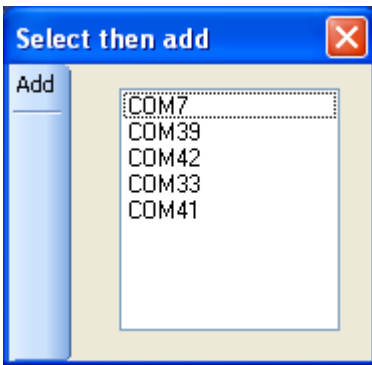 Select then add
Add
COM7
COM39
COM42
COM33
COM41